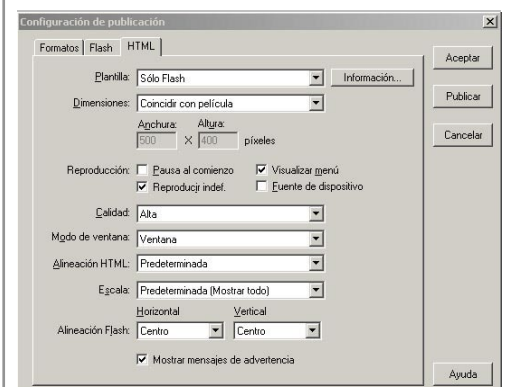 Configuración de publicación
Formatos Flash HTML
Aceptar
Plantilla: Sólo Flash Información...
Publicar
Dimensiones: Coincidir con película
Anchura: Altura:
Cancelar
500 X 400 píxeles
Reproducción: Pausa al comienzo Visualizar menú
Reproducir indef. Fuente de dispositivo
Calidad: Alta
Modo de ventana: Ventana
Alineación HTML: Predeterminada
Escala: Predeterminada (Mostrar todo)
Horizontal Vertical
Alineación Flash: Centro Centro
Mostrar mensajes de advertencia
Ayuda